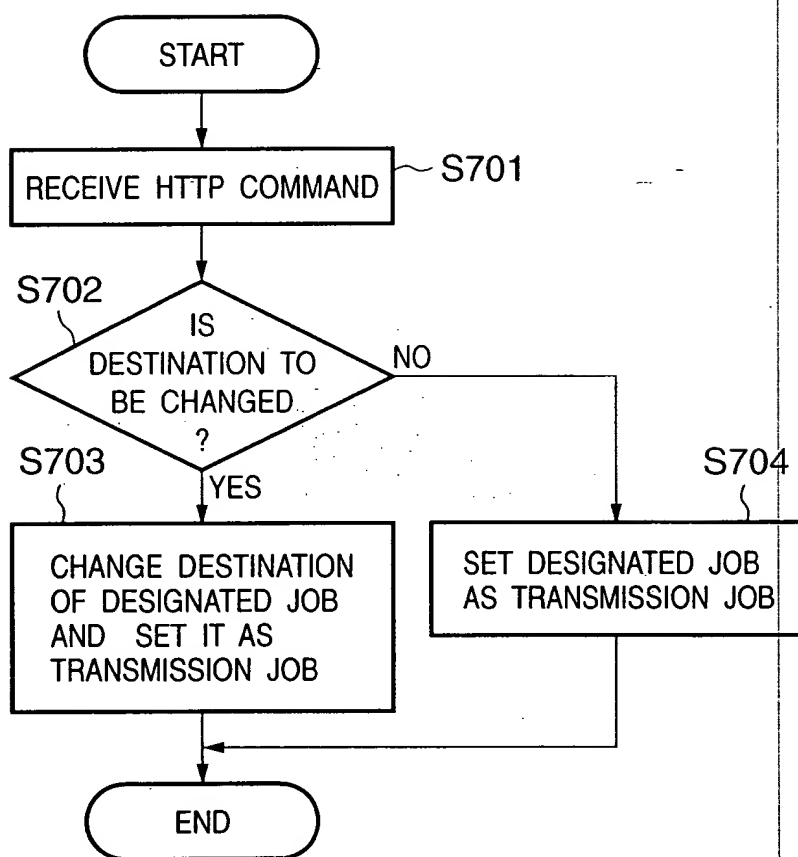 START
RECEIVE HTTP COMMAND
S701
S702
IS
DESTINATION TO
BE CHANGED
?
NO
YES
S703
CHANGE DESTINATION
OF DESIGNATED JOB
AND SET IT AS
TRANSMISSION JOB
S704
SET DESIGNATED JOB
AS TRANSMISSION JOB
END